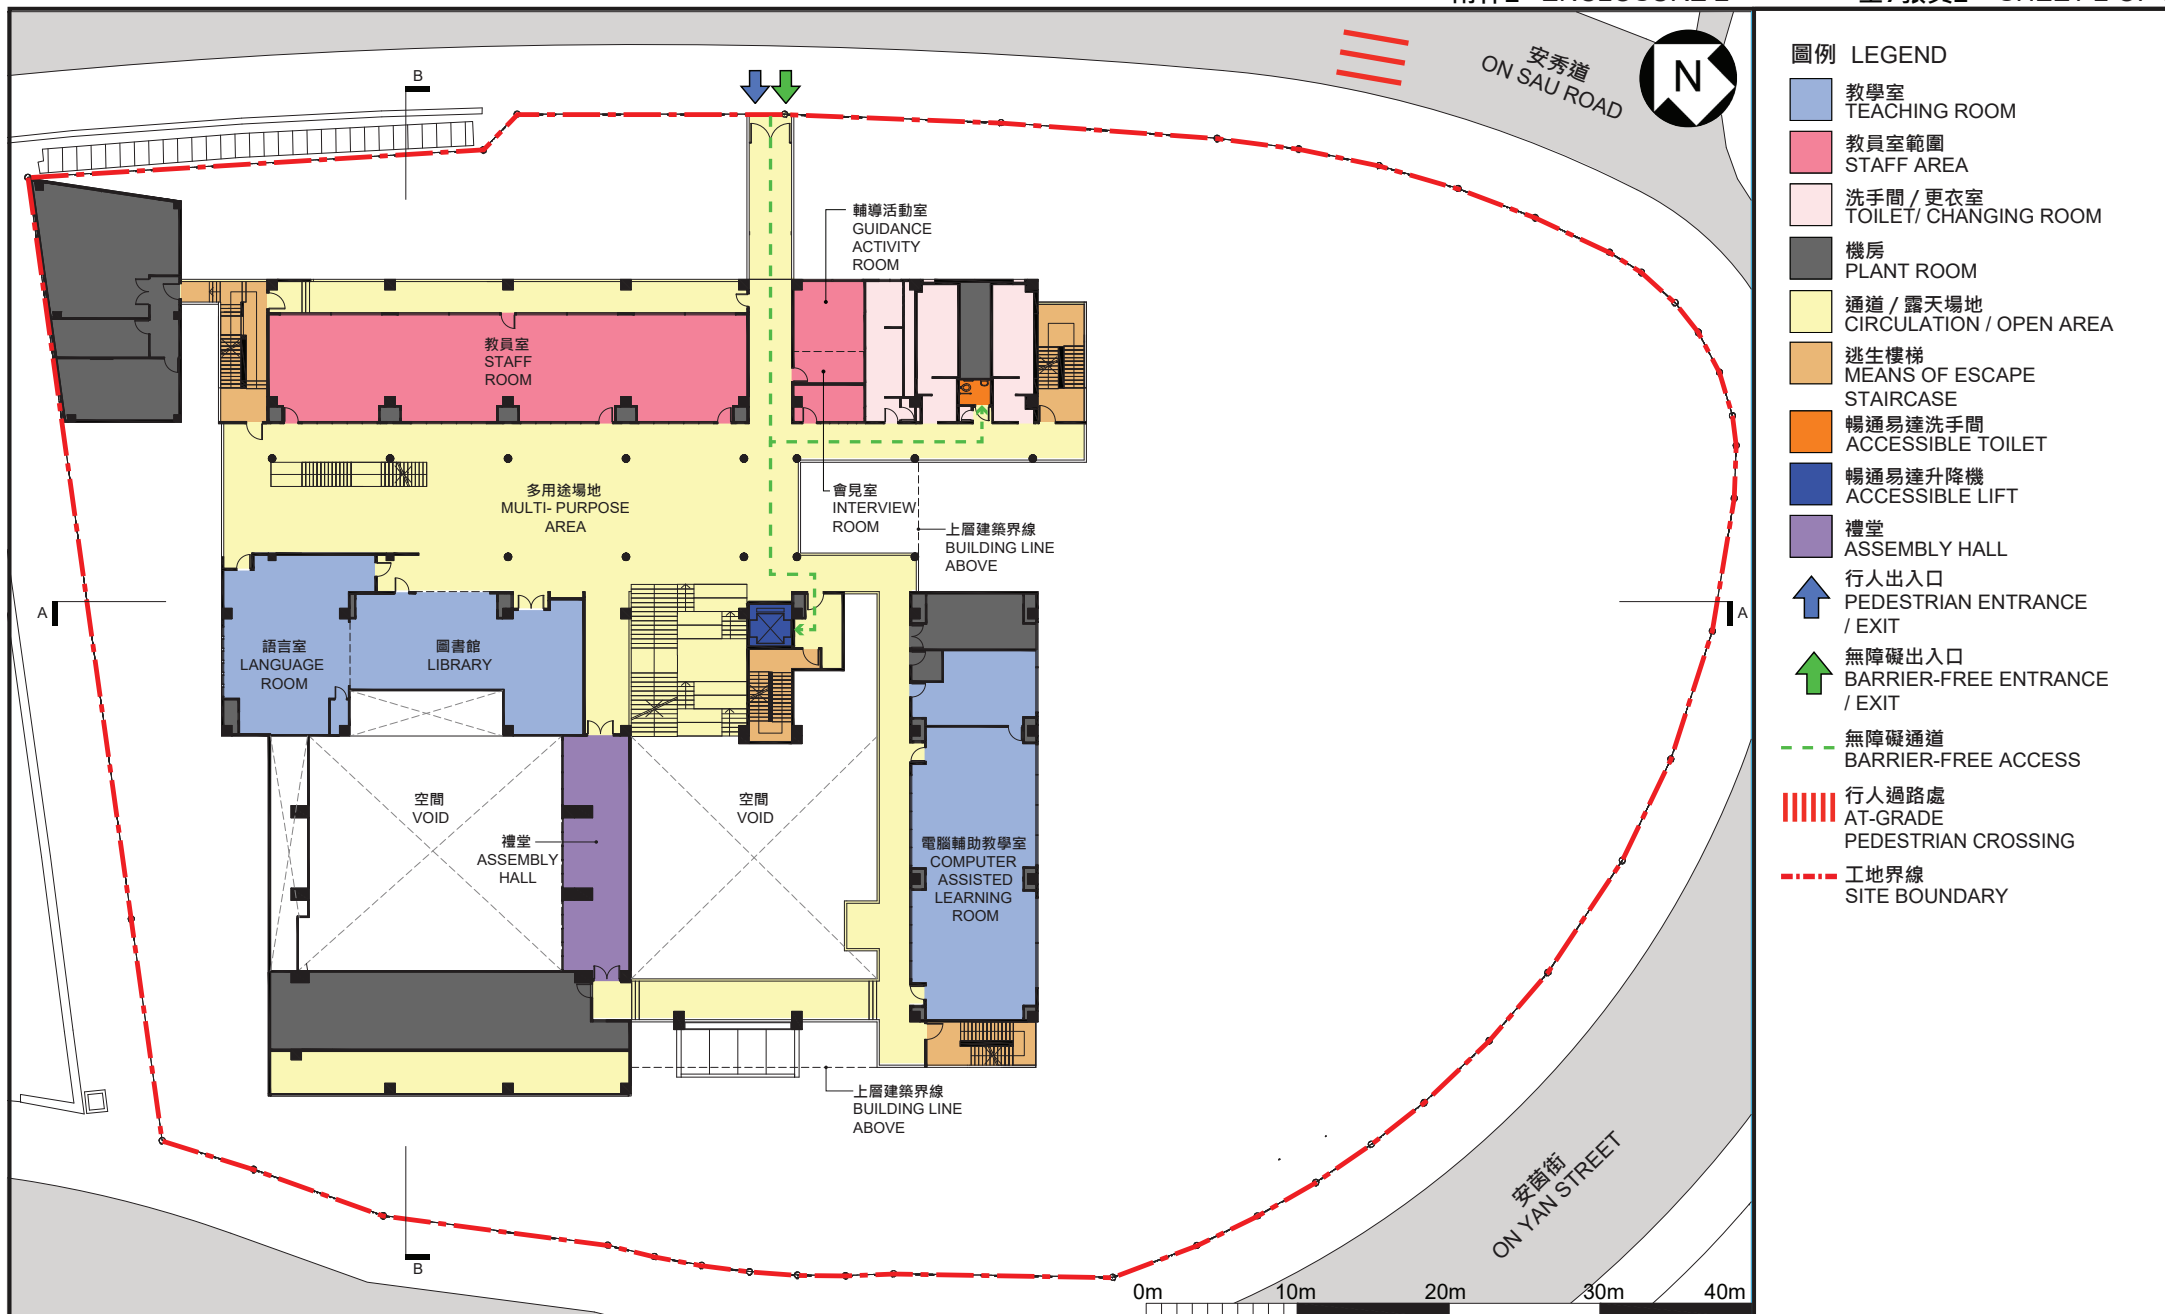 安秀道
ON SAU ROAD
N
B
輔導活動室
GUIDANCE
ACTIVITY
ROOM
教員室
STAFF
ROOM
多用途場地
MULTI- PURPOSE
AREA
會見室
INTERVIEW
ROOM
上層建築界線
BUILDING LINE
ABOVE
A
A
語言室
LANGUAGE
ROOM
圖書館
LIBRARY
空間
VOID
空間
VOID
禮堂
ASSEMBLY
HALL
電腦輔助教學室
COMPUTER
ASSISTED
LEARNING
ROOM
上層建築界線
BUILDING LINE
ABOVE
安茵街
ON YAN STREET
B
0m
10m
20m
30m
40m
圖例 LEGEND
教學室
TEACHING ROOM
教員室範圍
STAFF AREA
洗手間 / 更衣室
TOILET/ CHANGING ROOM
機房
PLANT ROOM
通道 / 露天場地
CIRCULATION / OPEN AREA
逃生樓梯
MEANS OF ESCAPE
STAIRCASE
暢通易達洗手間
ACCESSIBLE TOILET
暢通易達升降機
ACCESSIBLE LIFT
禮堂
ASSEMBLY HALL
行人出入口
PEDESTRIAN ENTRANCE
/ EXIT
無障礙出入口
BARRIER-FREE ENTRANCE
/ EXIT
無障礙通道
BARRIER-FREE ACCESS
行人過路處
AT-GRADE
PEDESTRIAN CROSSING
工地界線
SITE BOUNDARY